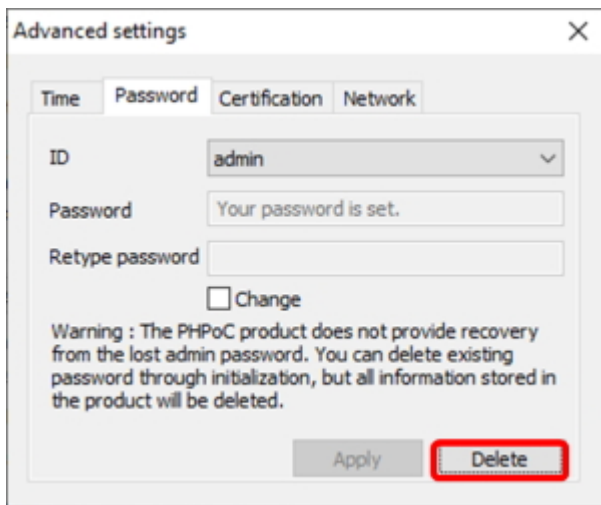 Advanced settings
Time Password Certification Network
ID admin
Password Your password is set.
Retype password
Change
Warning : The PHPoC product does not provide recovery
from the lost admin password. You can delete existing
password through initialization, but all information stored in
the product will be deleted.
Apply Delete